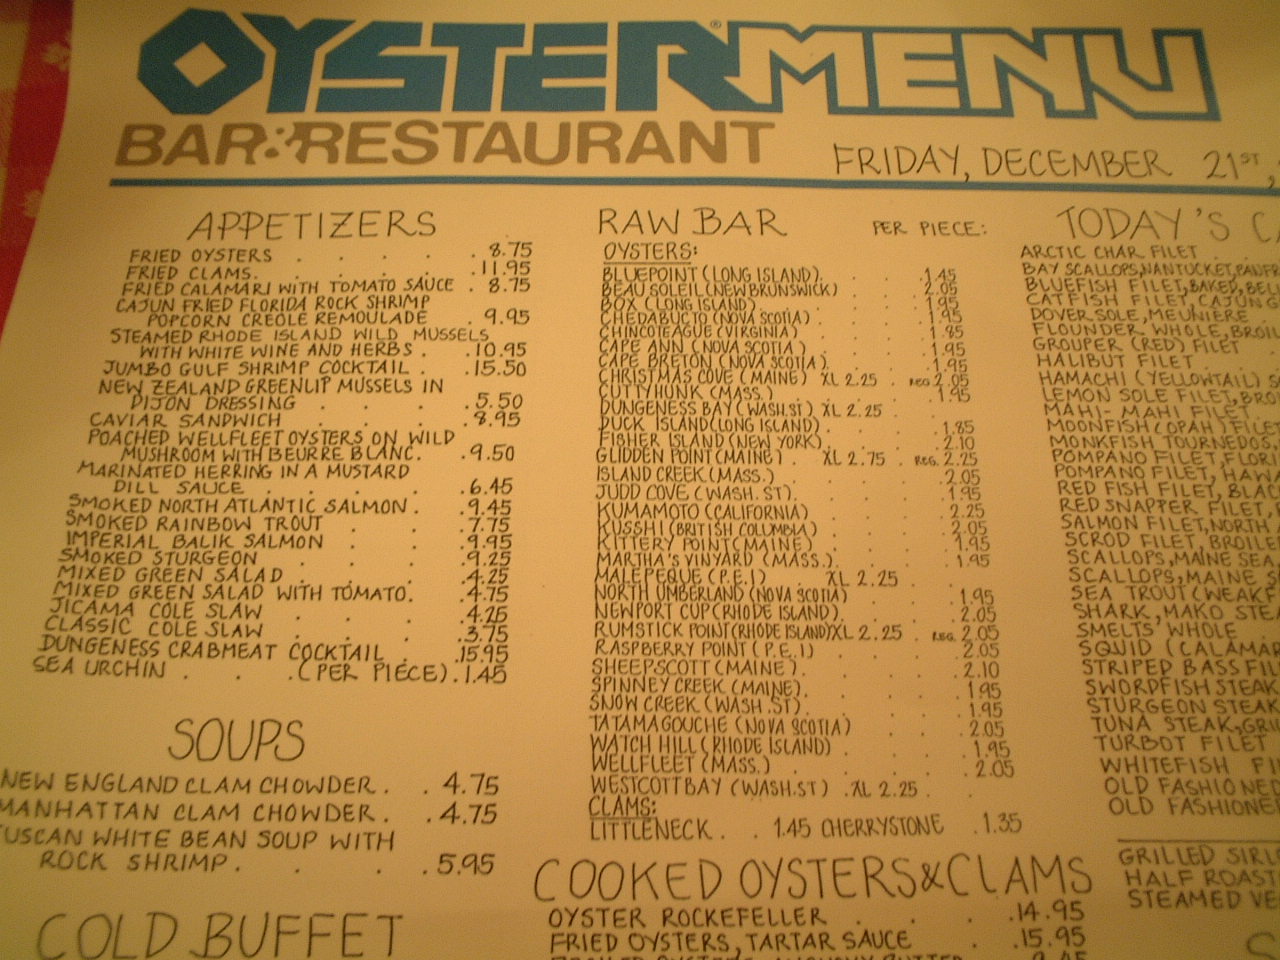 OYSTER® MENU
BAR & RESTAURANT
FRIDAY, DECEMBER 21ST,
APPETIZERS
FRIED OYSTERS . . . . 8.75
FRIED CLAMS. . . . 11.95
FRIED CALAMARI WITH TOMATO SAUCE . 8.75
CAJUN FRIED FLORIDA ROCK SHRIMP
POPCORN CREOLE REMOULADE . 9.95
STEAMED RHODE ISLAND WILD MUSSELS
WITH WHITE WINE AND HERBS . .10.95
JUMBO GULF SHRIMP COCKTAIL . .15.50
NEW ZEALAND GREENLIP MUSSELS IN
DIJON DRESSING . . . .5.50
CAVIAR SANDWICH . . . .8.95
POACHED WELLFLEET OYSTERS ON WILD
MUSHROOM WITH BEURRE BLANC. .9.50
MARINATED HERRING IN A MUSTARD
DILL SAUCE . . . . .6.45
SMOKED NORTH ATLANTIC SALMON . .9.45
SMOKED RAINBOW TROUT . . .7.75
IMPERIAL BALIK SALMON . . .9.95
SMOKED STURGEON . . . .9.25
MIXED GREEN SALAD . . . .4.25
MIXED GREEN SALAD WITH TOMATO. .4.75
JICAMA COLE SLAW . . . .4.25
CLASSIC COLE SLAW . . . .3.75
DUNGENESS CRABMEAT COCKTAIL . .15.95
SEA URCHIN . . .(PER PIECE).1.45
SOUPS
NEW ENGLAND CLAM CHOWDER . . 4.75
MANHATTAN CLAM CHOWDER . .4.75
TUSCAN WHITE BEAN SOUP WITH
ROCK SHRIMP . . . .5.95
COLD BUFFET
RAW BAR PER PIECE:
OYSTERS:
BLUEPOINT (LONG ISLAND). . . 1.45
BEAU SOLEIL (NEW BRUNSWICK) . . 2.05
BOX (LONG ISLAND) . . . 1.95
CHEDABUCTO (NOVA SCOTIA) . . 1.95
CHINCOTEAGUE (VIRGINIA) . . . 1.85
CAPE ANN (NOVA SCOTIA) . . . 1.95
CAPE BRETON (NOVA SCOTIA) . . 1.95
CHRISTMAS COVE (MAINE) XL 2.25 . REG. 2.05
CUTTYHUNK (MASS.) . . . 1.95
DUNGENESS BAY (WASH.ST) XL 2.25 .
DUCK ISLAND (LONG ISLAND) . . 1.85
FISHER ISLAND (NEW YORK) . . . 2.10
GLIDDEN POINT (MAINE) . XL 2.75 . REG. 2.25
ISLAND CREEK (MASS.) . . . 2.05
JUDD COVE (WASH. ST). . . . 1.95
KUMAMOTO (CALIFORNIA) . . . 2.25
KUSSHI (BRITISH COLUMBIA) . . . 2.05
KITTERY POINT (MAINE) . . . 1.95
MARTHA'S VINYARD (MASS.) . . . 1.95
MALEPEQUE (P.E.I) . XL 2.25 .
NORTH UMBERLAND (NOVA SCOTIA) . . 1.95
NEWPORT CUP (RHODE ISLAND). . . 2.05
RUMSTICK POINT (RHODE ISLAND) XL 2.25 . REG. 2.05
RASPBERRY POINT (P.E.I) . . . 2.05
SHEEPSCOTT (MAINE) . . . . 2.10
SPINNEY CREEK (MAINE). . . . 1.95
SNOW CREEK (WASH .ST). . . . 1.95
TATAMAGOUCHE (NOVA SCOTIA) . . 2.05
WATCH HILL (RHODE ISLAND) . . . 1.95
WELLFLEET (MASS.) . . . . 2.05
WESTCOTT BAY (WASH.ST) .XL 2.25 . .
CLAMS:
LITTLENECK . . 1.45 CHERRYSTONE .1.35
COOKED OYSTERS & CLAMS
OYSTER ROCKEFELLER . . . .14.95
FRIED OYSTERS, TARTAR SAUCE . .15.95
TODAY'S
ARCTIC CHAR FILET .
BAY SCALLOPS, NANTUCKET,
BLUEFISH FILET, BAKED,
CATFISH FILET, CAJUN
DOVER SOLE, MEUNIERE
FLOUNDER WHOLE,
GROUPER (RED) FILET
HALIBUT FILET .
HAMACHI (YELLOWTAIL)
LEMON SOLE FILET,
MAHI-MAHI FILET
MOONFISH (OPAH) FILET
MONKFISH TOURNEDOS,
POMPANO FILET,
POMPANO FILET,
RED FISH FILET,
RED SNAPPER FILET,
SALMON FILET, NORTH
SCROD FILET,
SCALLOPS, MAINE SEA,
SCALLOPS, MAINE
SEA TROUT
SHARK, MAKO
SMELTS WHOLE .
SQUID
STRIPED BASS
SWORDFISH STEAK
STURGEON STEAK
TUNA STEAK,
TURBOT FILET
WHITEFISH
OLD FASHIONED
OLD FASHIONED
GRILLED
HALF
STEAMED